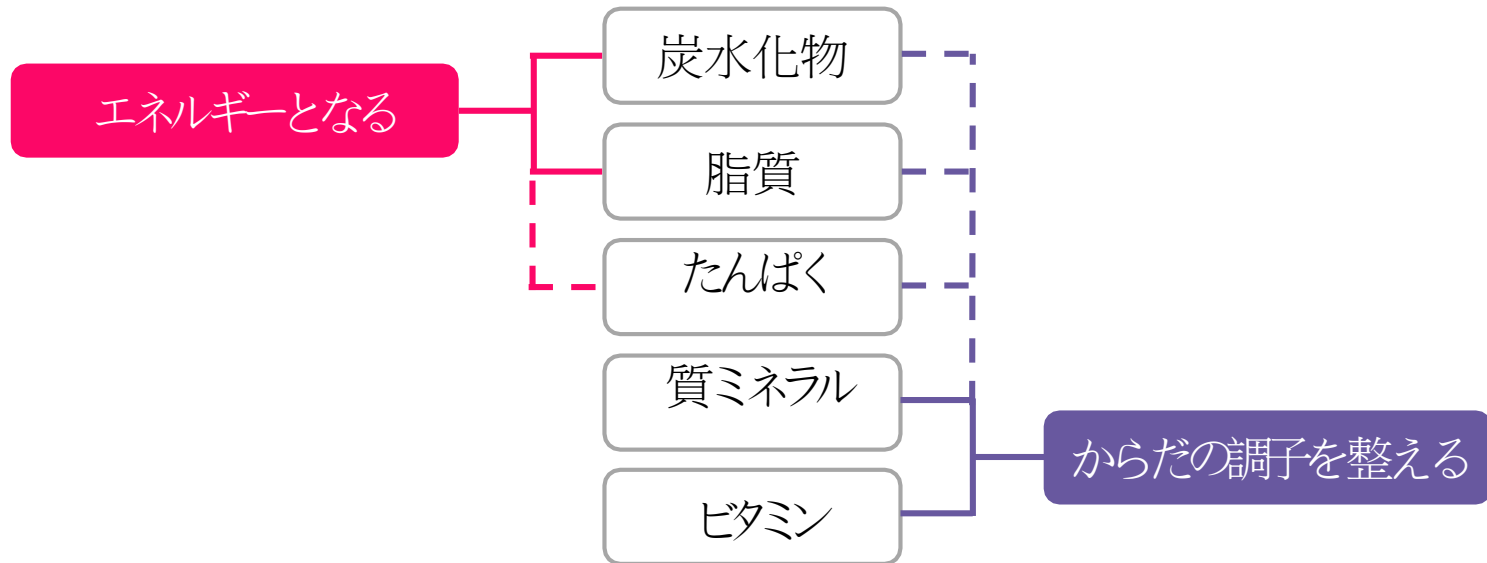 エネルギーとなる
炭水化物
脂質
たんぱく
質ミネラル
ビタミン
からだの調子を整える